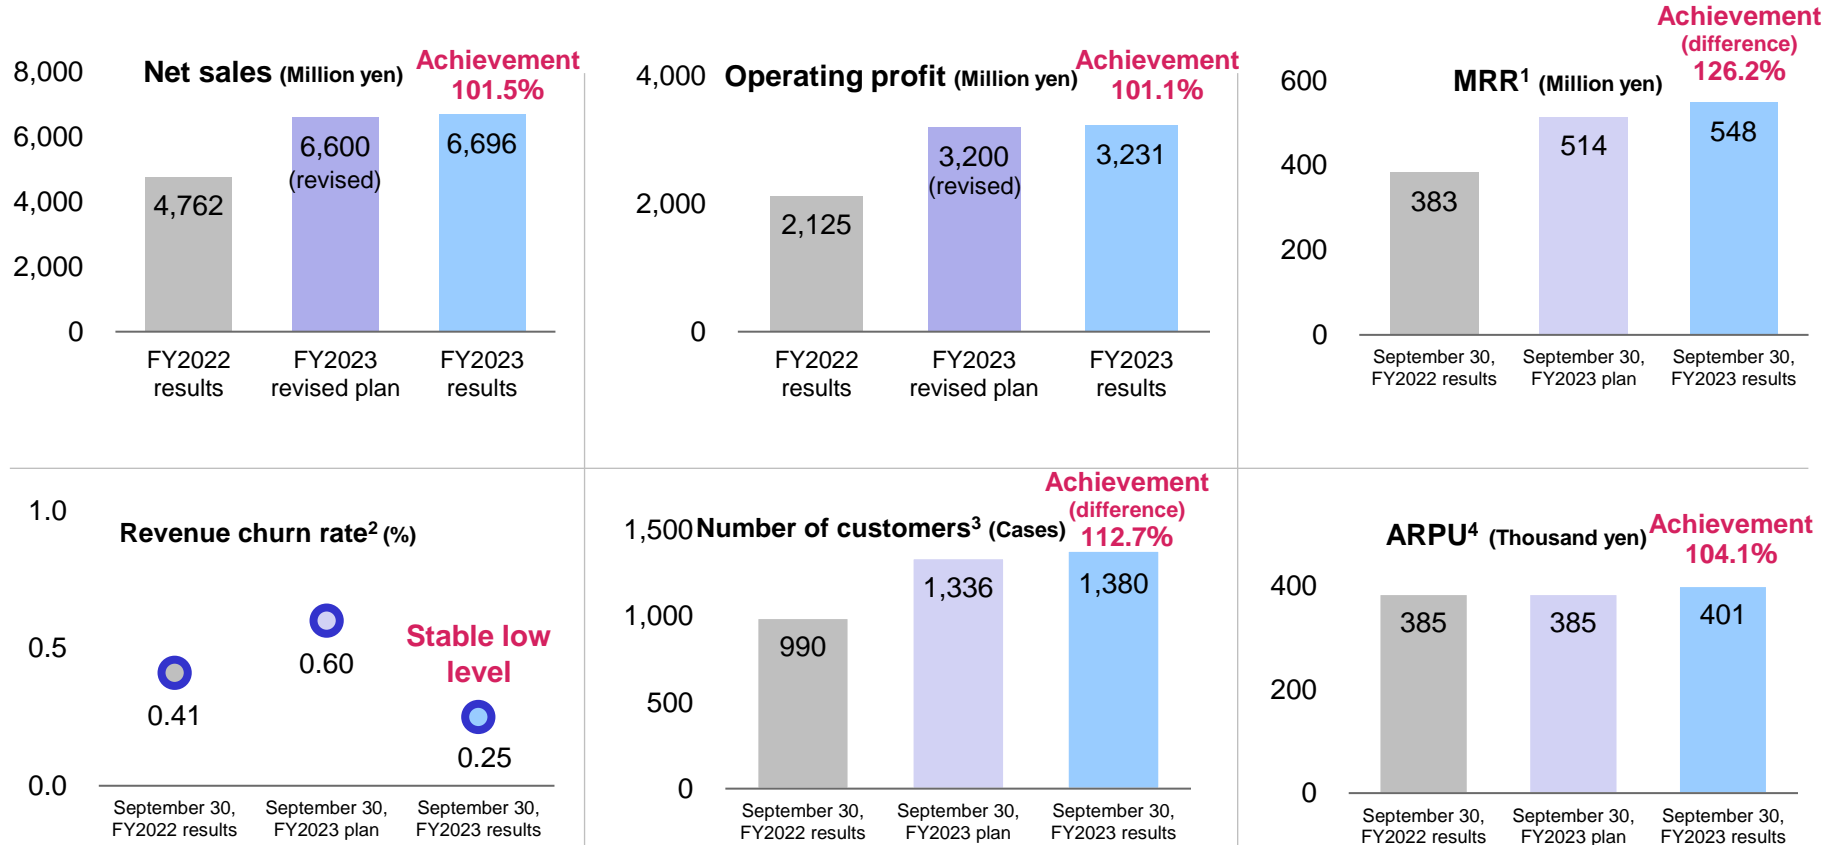 Net sales (Million yen)
Achievement
101.5%
8,000
6,000
4,000
2,000
0
4,762
6,600
(revised)
6,696
FY2022
results
FY2023
revised plan
FY2023
results
Operating profit (Million yen)
Achievement
101.1%
4,000
2,000
0
2,125
3,200
(revised)
3,231
FY2022
results
FY2023
revised plan
FY2023
results
MRR¹ (Million yen)
Achievement
(difference)
126.2%
600
400
200
0
383
514
548
September 30,
FY2022 results
September 30,
FY2023 plan
September 30,
FY2023 results
Revenue churn rate² (%)
1.0
0.5
0.0
0.41
0.60
Stable low
level
0.25
September 30,
FY2022 results
September 30,
FY2023 plan
September 30,
FY2023 results
Number of customers³ (Cases)
Achievement
(difference)
112.7%
1,500
1,000
500
0
990
1,336
1,380
September 30,
FY2022 results
September 30,
FY2023 plan
September 30,
FY2023 results
ARPU⁴ (Thousand yen)
Achievement
104.1%
400
200
0
385
385
401
September 30,
FY2022 results
September 30,
FY2023 plan
September 30,
FY2023 results